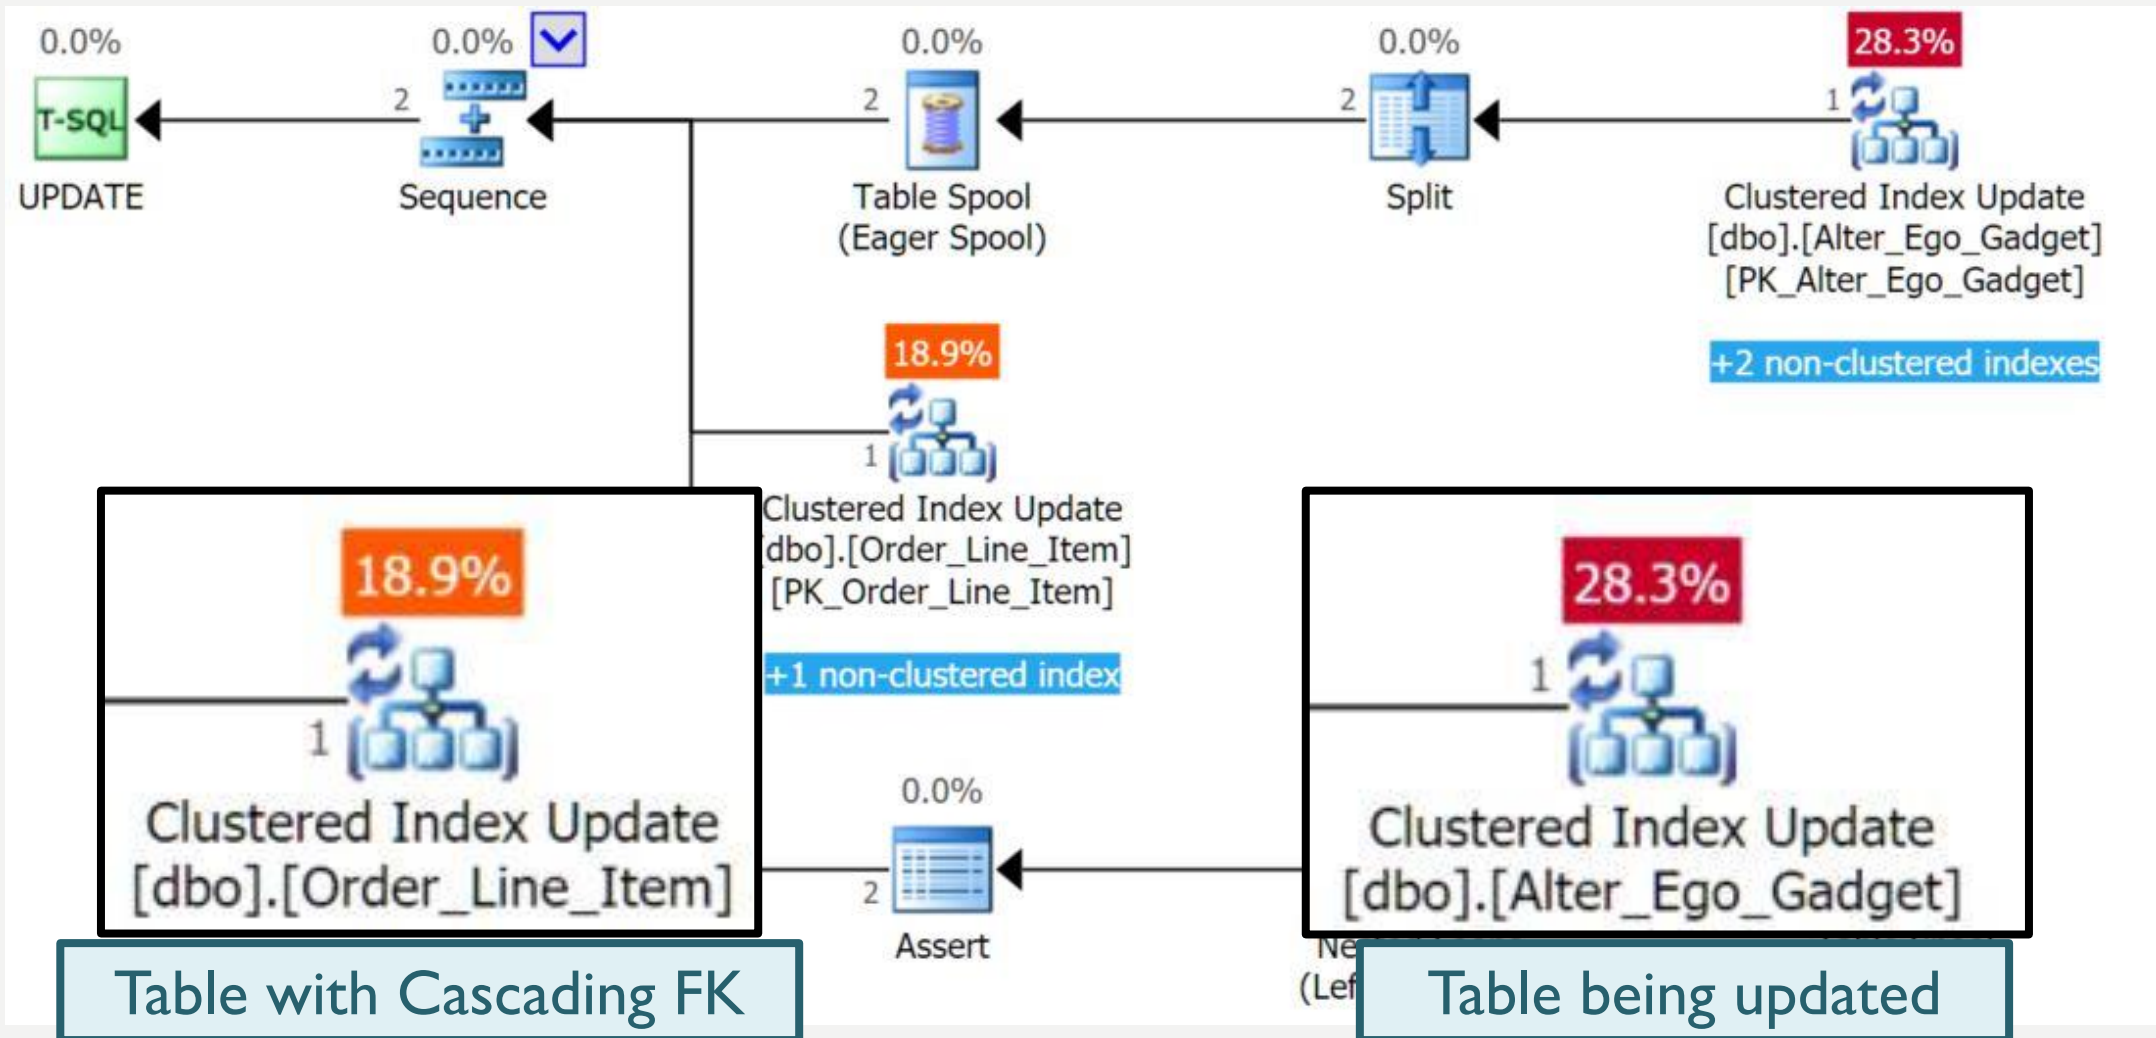 0.0%
0.0%
0.0%
0.0%
28.3%
T-SQL
2
2
2
1
UPDATE
Sequence
Table Spool
(Eager Spool)
Split
Clustered Index Update
[dbo].[Alter_Ego_Gadget]
[PK_Alter_Ego_Gadget]
+2 non-clustered indexes
18.9%
1
Clustered Index Update
dbo].[Order_Line_Item]
[PK_Order_Line_Item]
+1 non-clustered index
18.9%
1
Clustered Index Update
[dbo].[Order_Line_Item]
Table with Cascading FK
0.0%
2
Assert
28.3%
1
Clustered Index Update
[dbo].[Alter_Ego_Gadget]
Table being updated